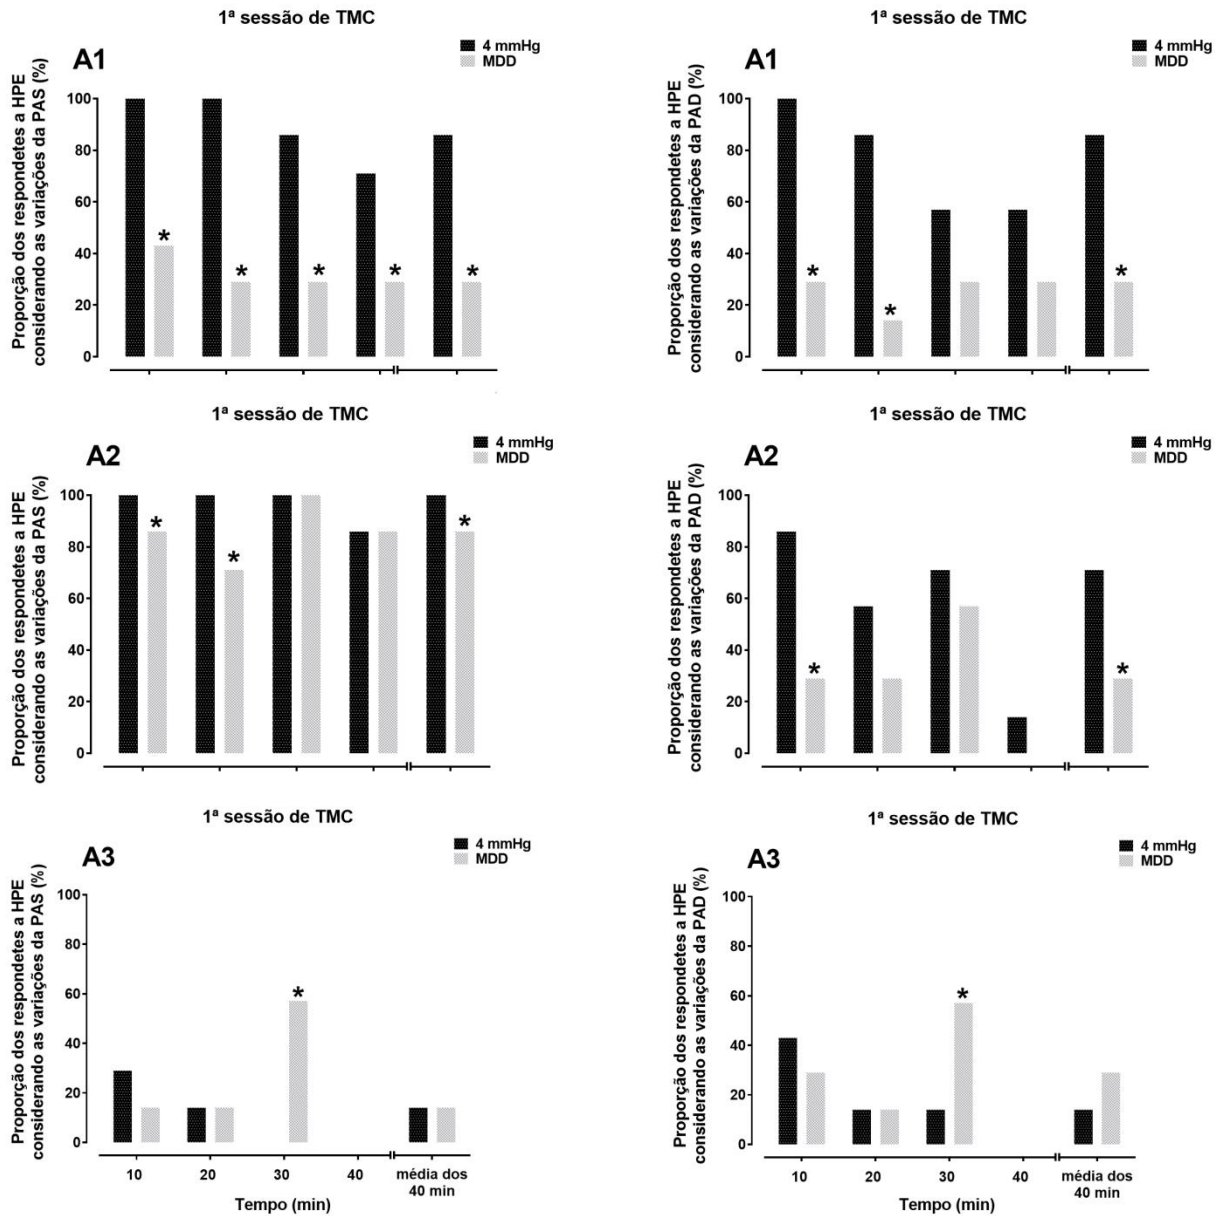 1ª sessão de TMC
A1
4 mmHg
MDD
Proporção dos respondetes a HPE
considerando as variações da PAS (%)
100
80
60
40
20
0
*
*
*
*
*
1ª sessão de TMC
A1
4 mmHg
MDD
Proporção dos respondetes a HPE
considerando as variações da PAD (%)
100
80
60
40
20
0
*
*
*
1ª sessão de TMC
A2
4 mmHg
MDD
Proporção dos respondetes a HPE
considerando as variações da PAS (%)
100
80
60
40
20
0
*
*
*
1ª sessão de TMC
A2
4 mmHg
MDD
Proporção dos respondetes a HPE
considerando as variações da PAD (%)
100
80
60
40
20
0
*
*
1ª sessão de TMC
A3
4 mmHg
MDD
Proporção dos respondetes a HPE
considerando as variações da PAS (%)
100
80
60
40
20
0
*
10 20 30 40 média dos
40 min
Tempo (min)
1ª sessão de TMC
A3
4 mmHg
MDD
Proporção dos respondetes a HPE
considerando as variações da PAD (%)
100
80
60
40
20
0
*
10 20 30 40 média dos
40 min
Tempo (min)